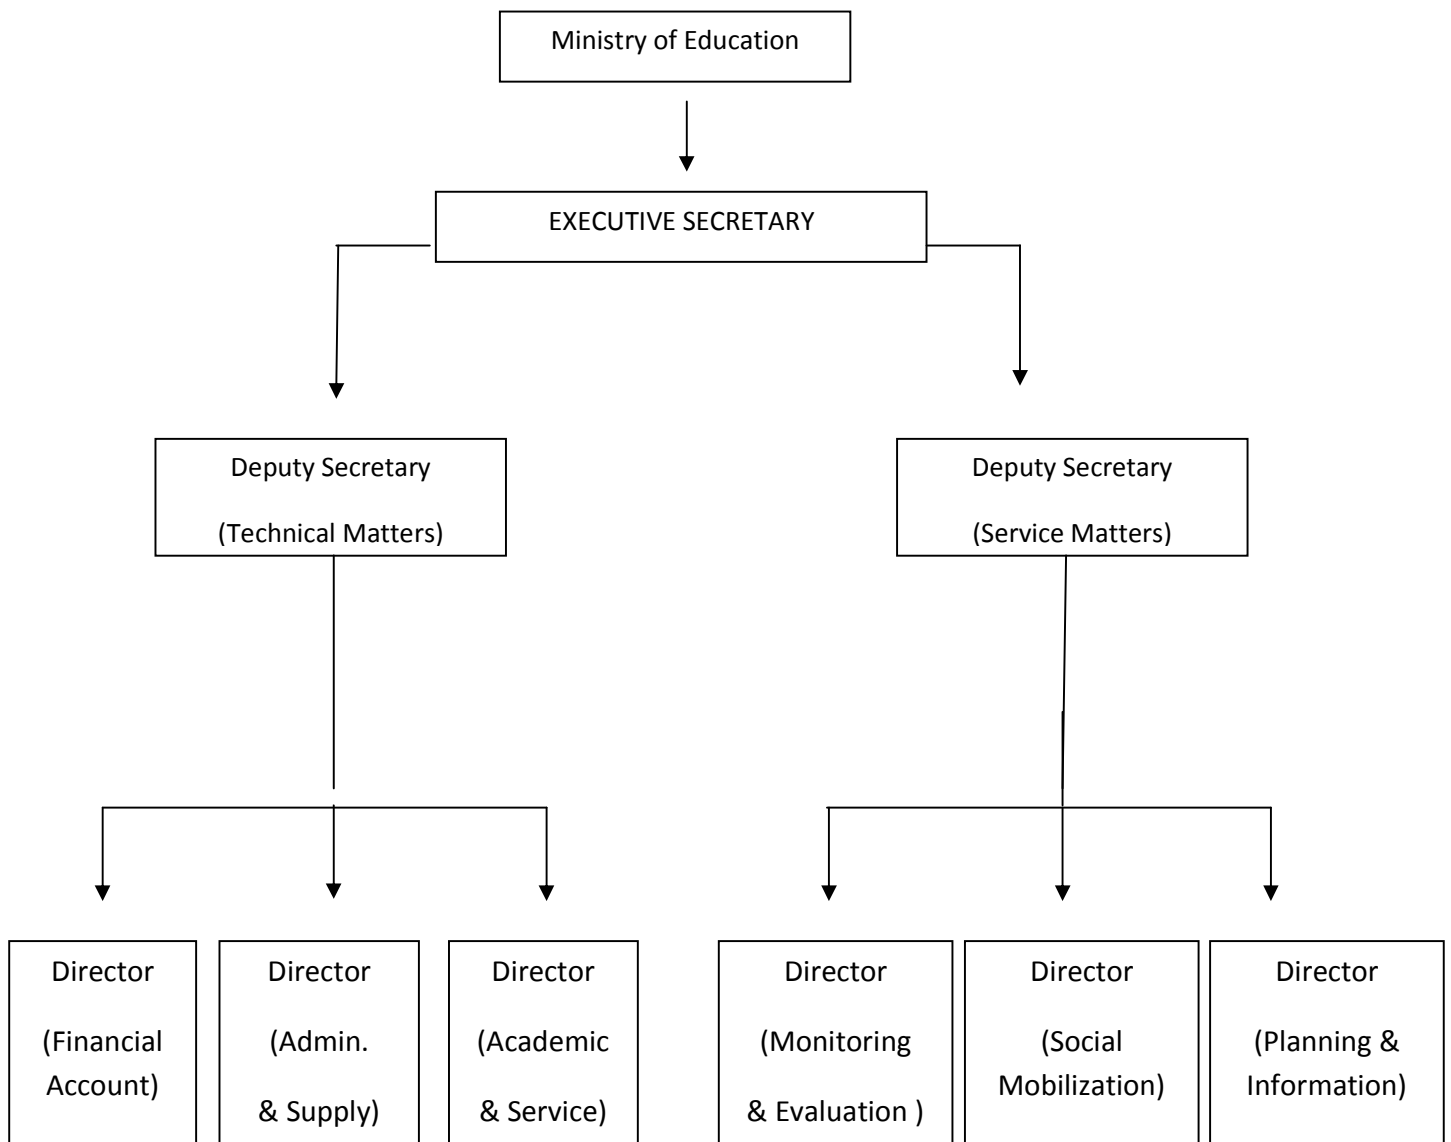 Ministry of Education
EXECUTIVE SECRETARY
Deputy Secretary
(Technical Matters)
Deputy Secretary
(Service Matters)
Director
(Financial
Account)
Director
(Admin.
& Supply)
Director
(Academic
& Service)
Director
(Monitoring
& Evaluation )
Director
(Social
Mobilization)
Director
(Planning &
Information)